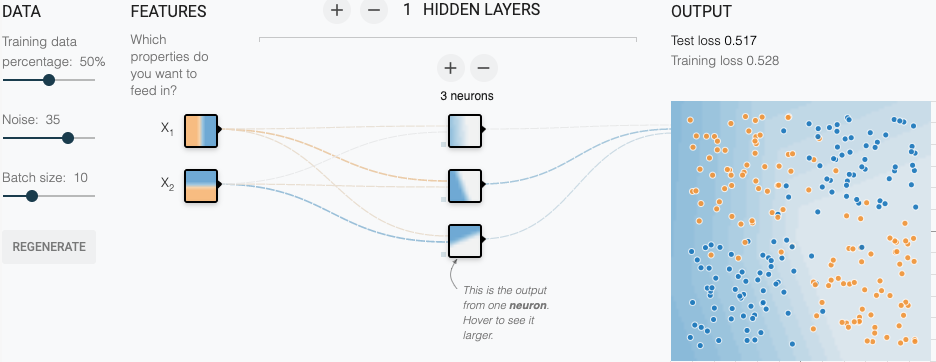 DATA
FEATURES
+ − 1 HIDDEN LAYERS
OUTPUT
Training data
percentage: 50%
Noise: 35
Batch size: 10
REGENERATE
Which
properties do
you want to
feed in?
X1
X2
+ −
3 neurons
This is the output
from one neuron.
Hover to see it
larger.
Test loss 0.517
Training loss 0.528